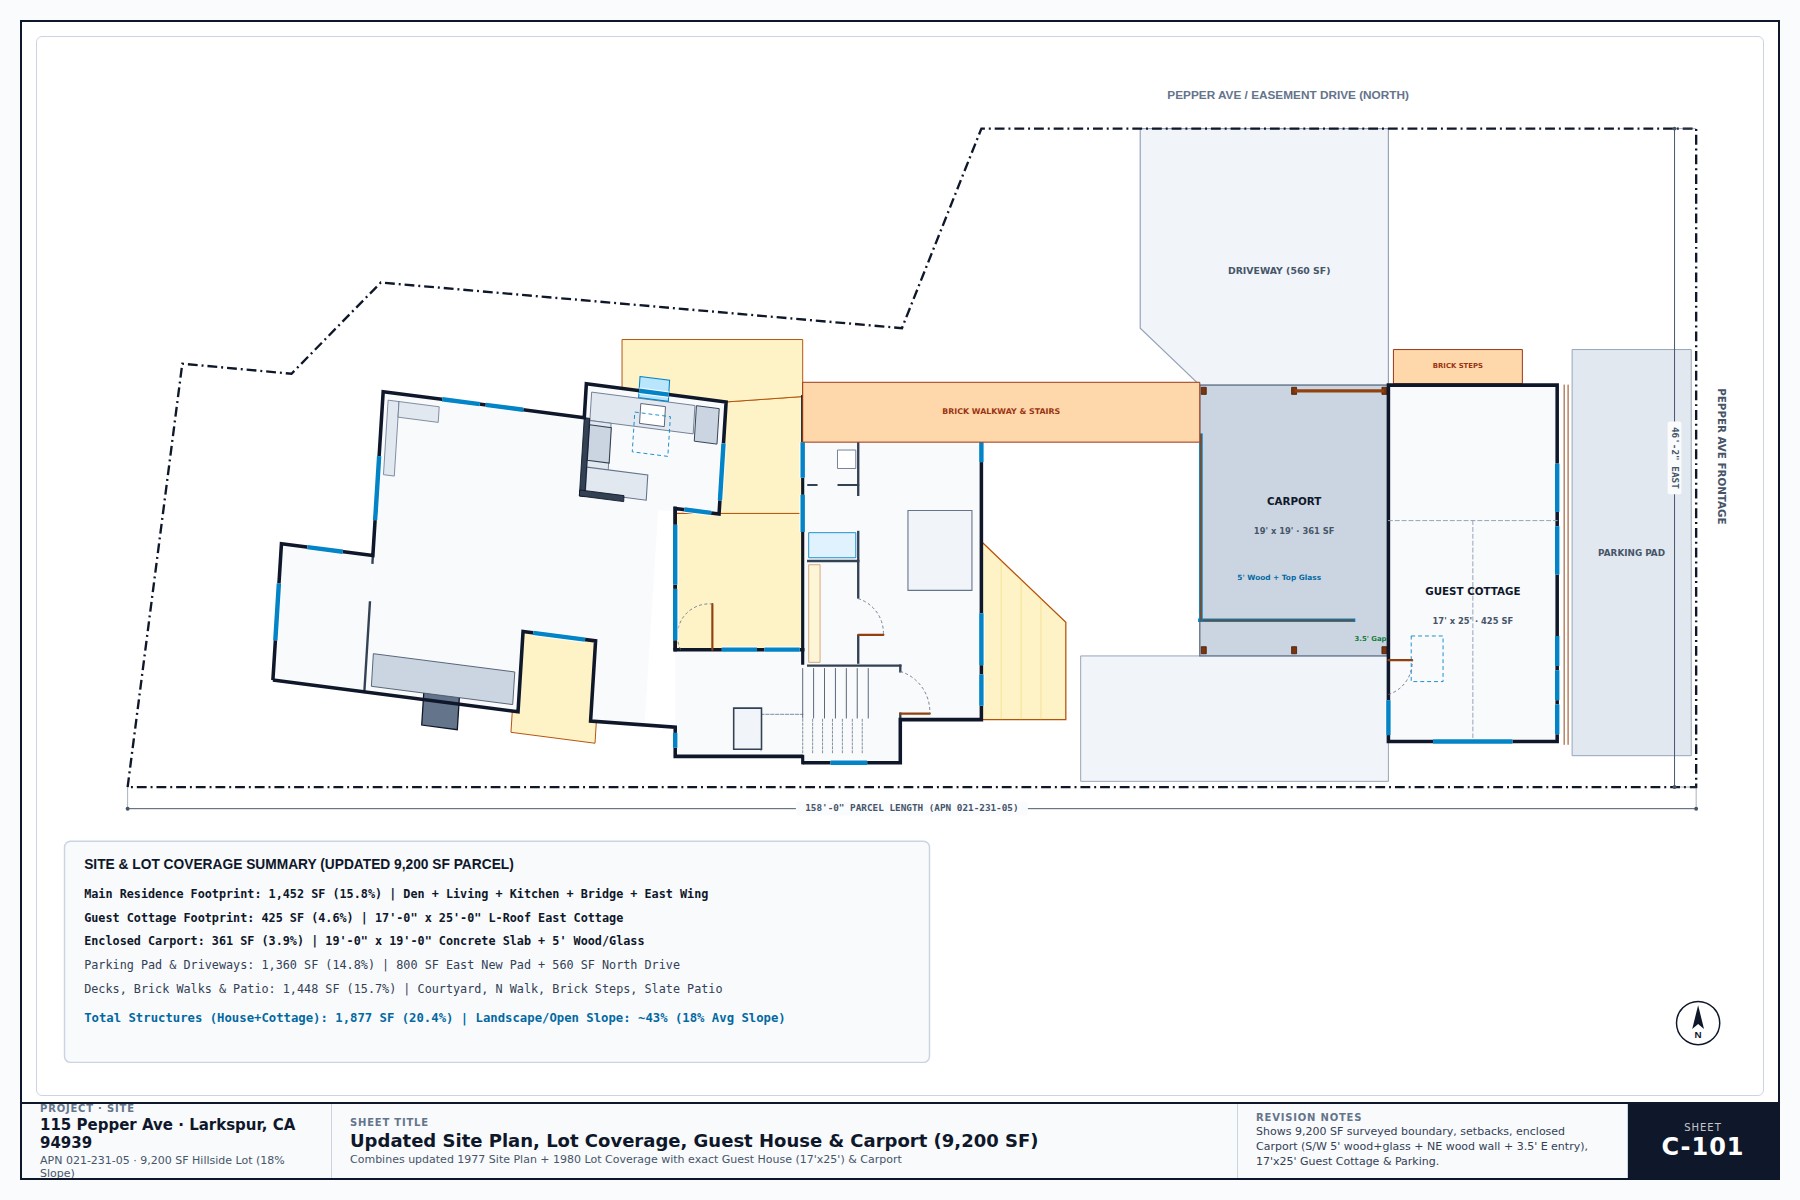 PEPPER AVE / EASEMENT DRIVE (NORTH)
DRIVEWAY (560 SF)
BRICK STEPS
BRICK WALKWAY & STAIRS
PEPPER AVE FRONTAGE
46'-2" EAST
CARPORT
19' x 19' · 361 SF
PARKING PAD
5' Wood + Top Glass
GUEST COTTAGE
17' x 25' · 425 SF
3.5' Gap
158'-0" PARCEL LENGTH (APN 021-231-05)
SITE & LOT COVERAGE SUMMARY (UPDATED 9,200 SF PARCEL)
Main Residence Footprint: 1,452 SF (15.8%) | Den + Living + Kitchen + Bridge + East Wing
Guest Cottage Footprint: 425 SF (4.6%) | 17'-0" x 25'-0" L-Roof East Cottage
Enclosed Carport: 361 SF (3.9%) | 19'-0" x 19'-0" Concrete Slab + 5' Wood/Glass
Parking Pad & Driveways: 1,360 SF (14.8%) | 800 SF East New Pad + 560 SF North Drive
Decks, Brick Walks & Patio: 1,448 SF (15.7%) | Courtyard, N Walk, Brick Steps, Slate Patio
Total Structures (House+Cottage): 1,877 SF (20.4%) | Landscape/Open Slope: ~43% (18% Avg Slope)
N
PROJECT · SITE
115 Pepper Ave · Larkspur, CA
94939
APN 021-231-05 · 9,200 SF Hillside Lot (18%
Slope)
SHEET TITLE
Updated Site Plan, Lot Coverage, Guest House & Carport (9,200 SF)
Combines updated 1977 Site Plan + 1980 Lot Coverage with exact Guest House (17'x25') & Carport
REVISION NOTES
Shows 9,200 SF surveyed boundary, setbacks, enclosed
Carport (S/W 5' wood+glass + NE wood wall + 3.5' E entry),
17'x25' Guest Cottage & Parking.
SHEET
C-101